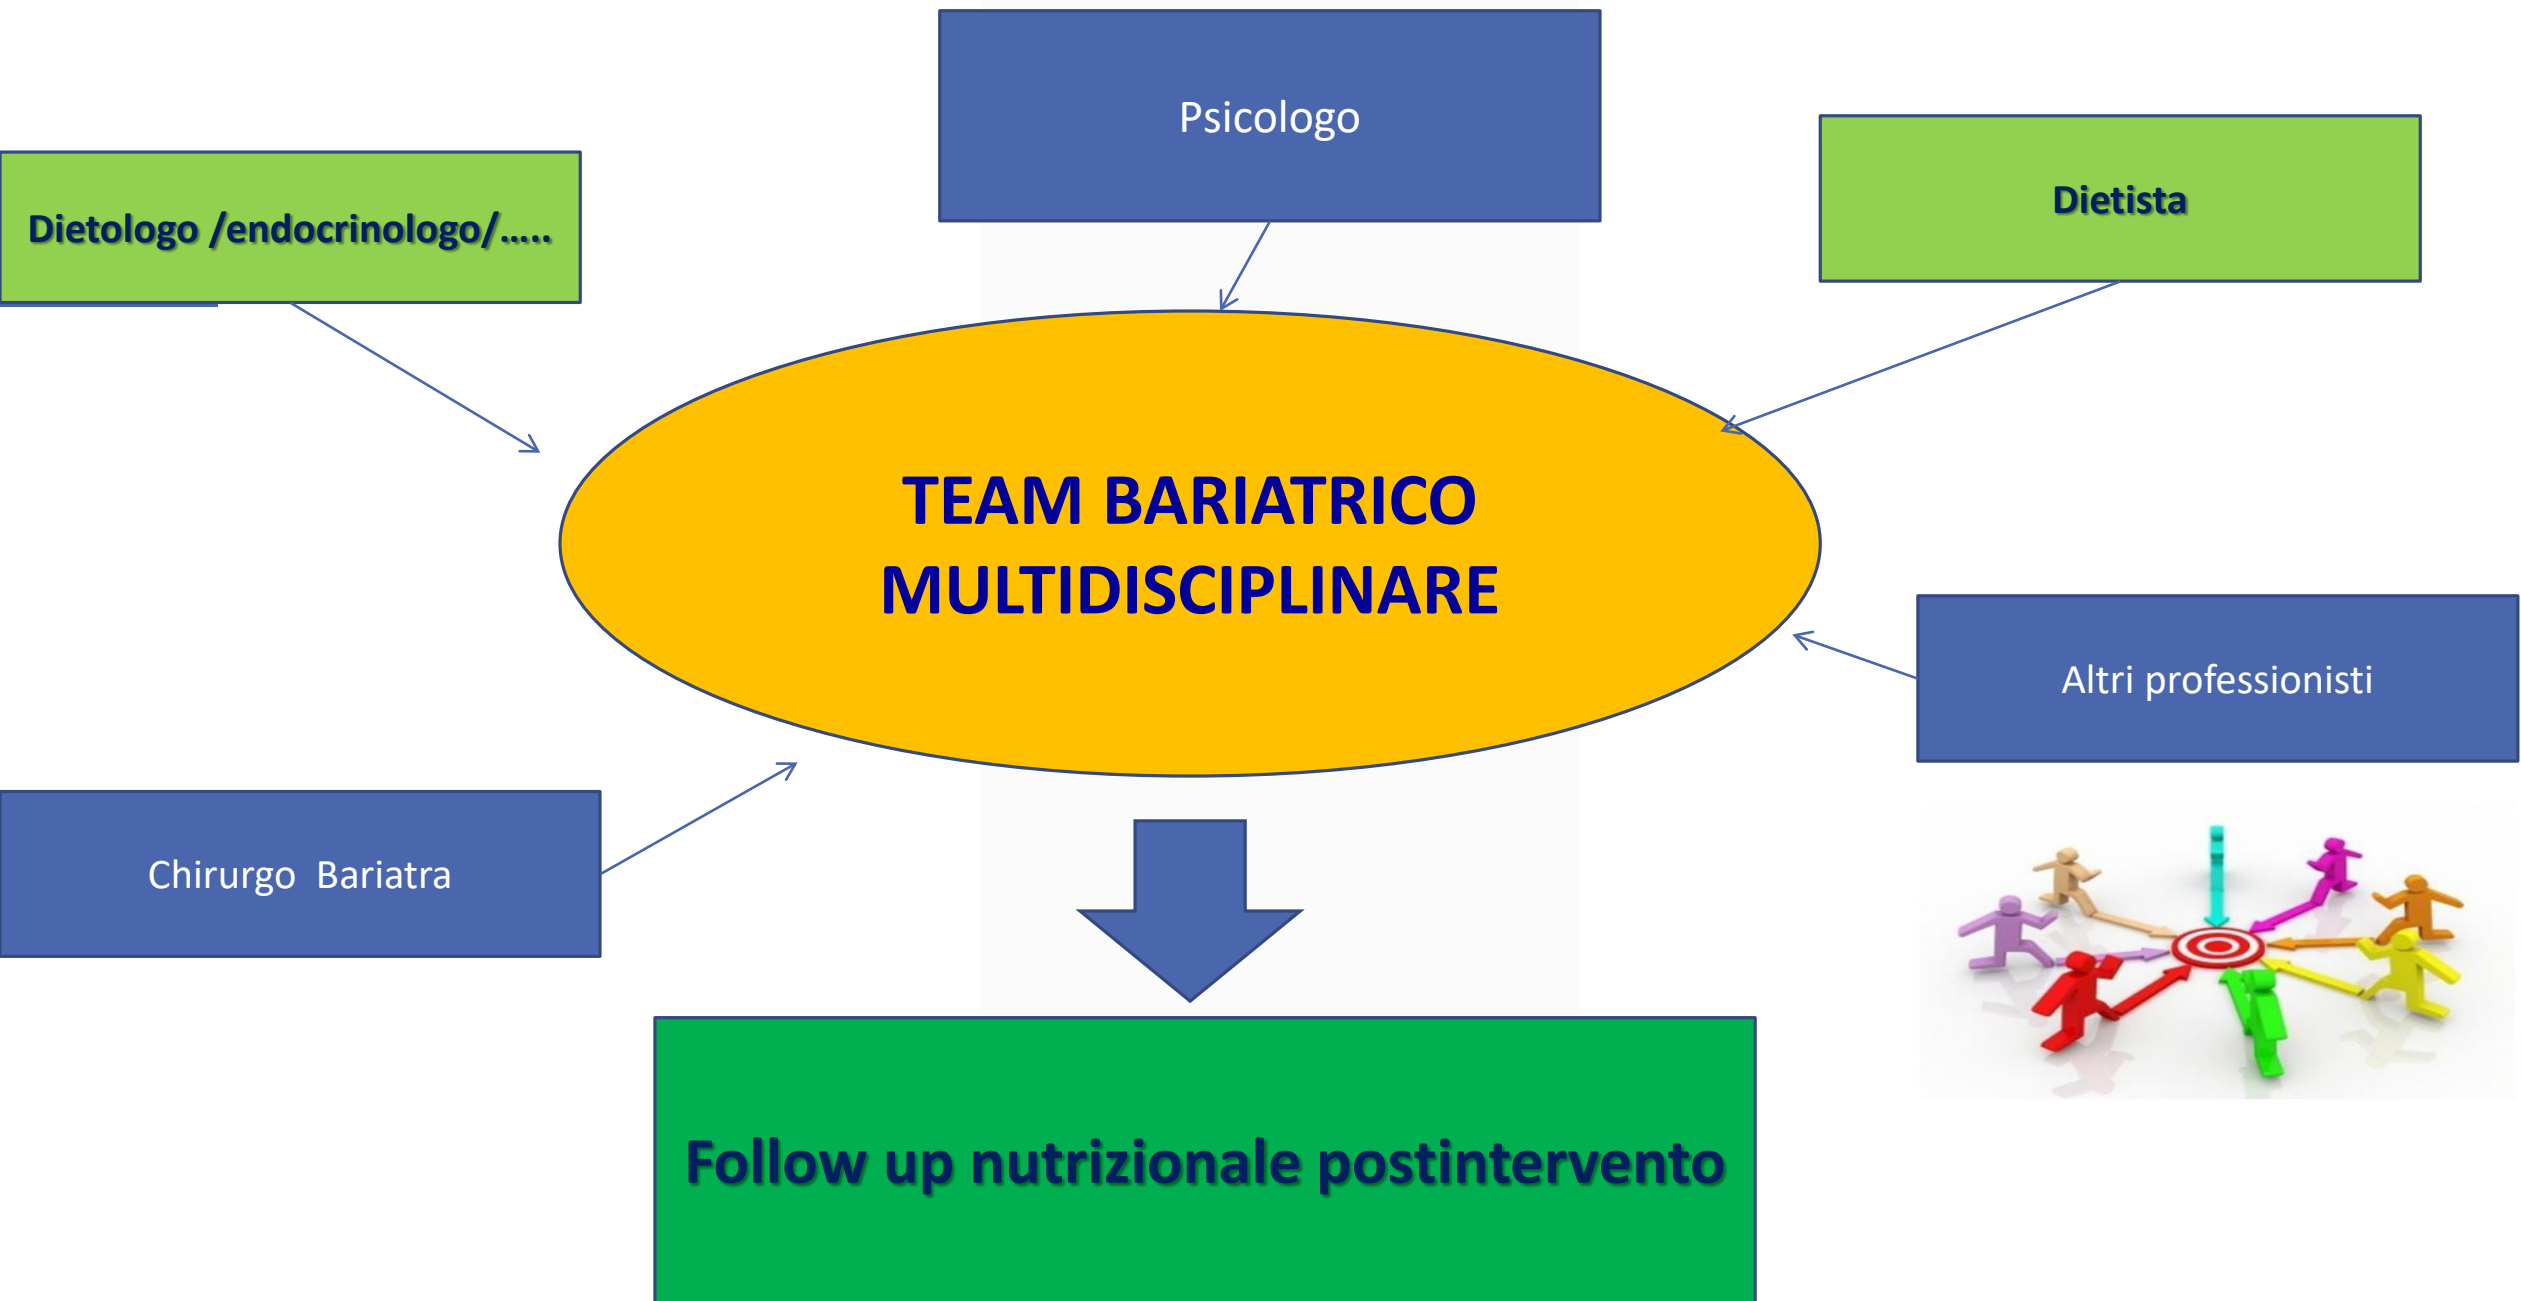 Psicologo
Dietista
Dietologo /endocrinologo/.....
TEAM BARIATRICO
MULTIDISCIPLINARE
Altri professionisti
Chirurgo  Bariatra
Follow up nutrizionale postintervento